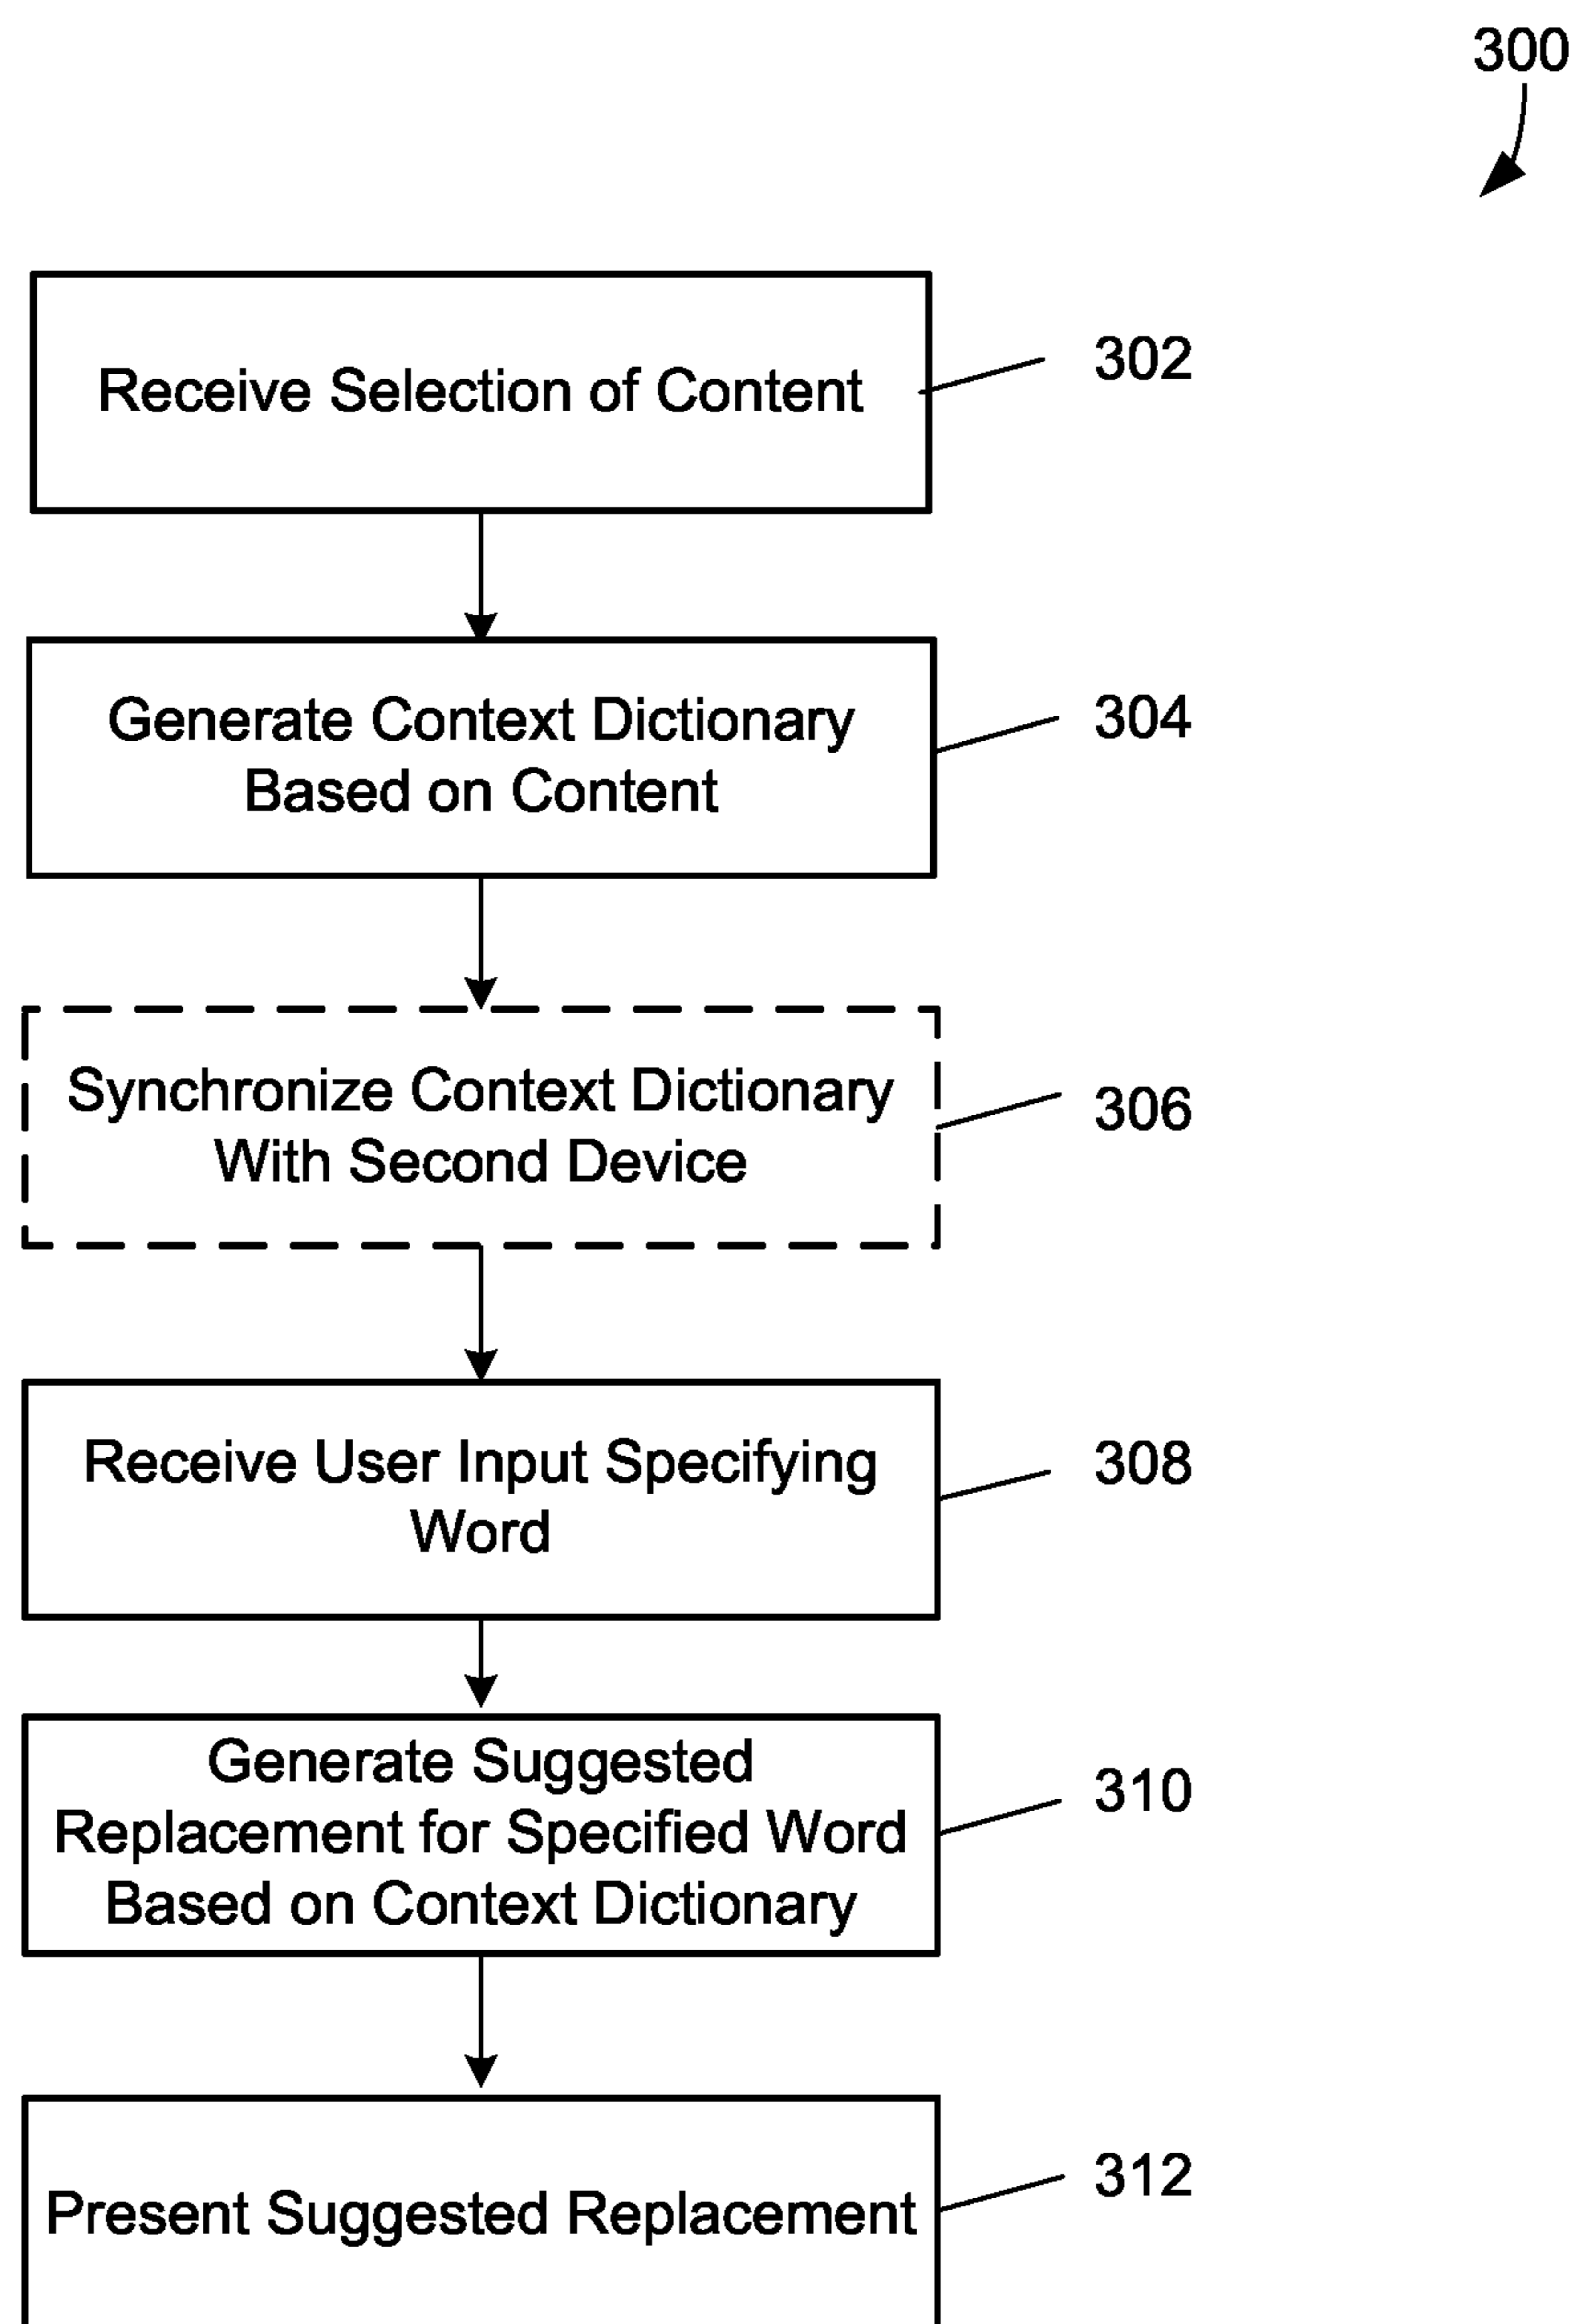 300
Receive Selection of Content
302
Generate Context Dictionary
Based on Content
304
Synchronize Context Dictionary
With Second Device
306
Receive User Input Specifying
Word
308
Generate Suggested
Replacement for Specified Word
Based on Context Dictionary
310
Present Suggested Replacement
312